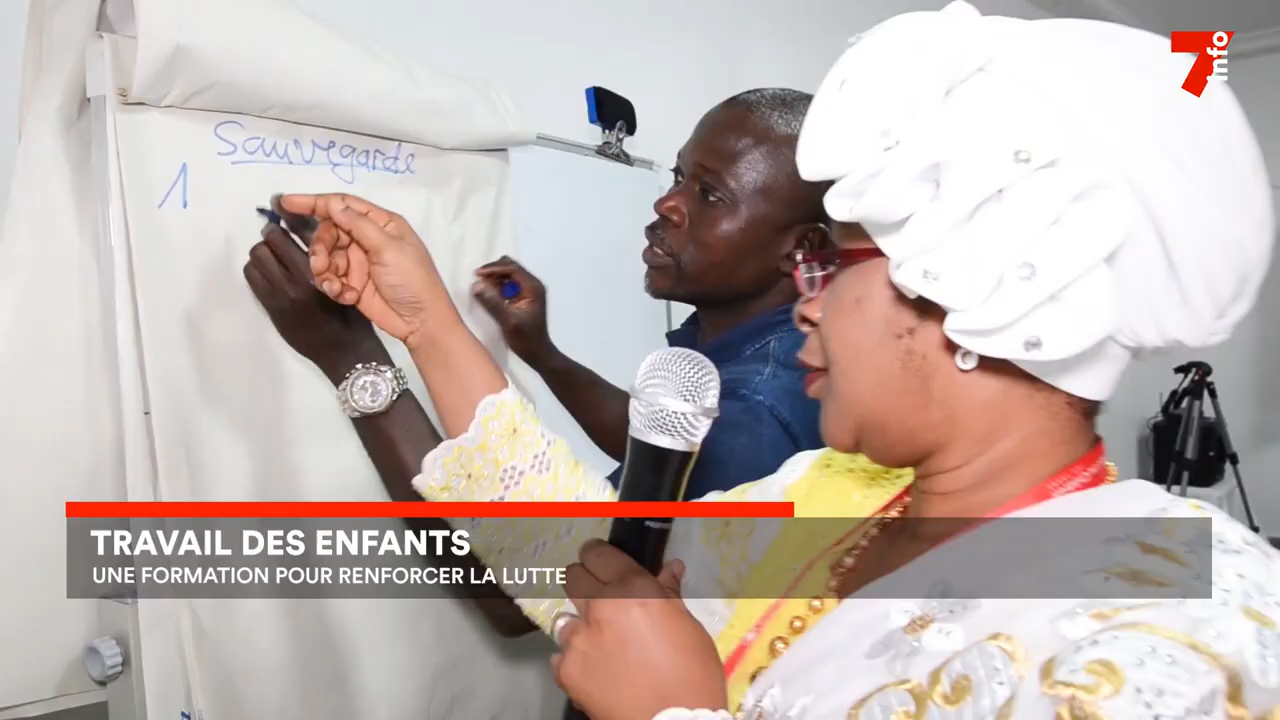 7info
Sauvegarde
1
TRAVAIL DES ENFANTS
UNE FORMATION POUR RENFORCER LA LUTTE